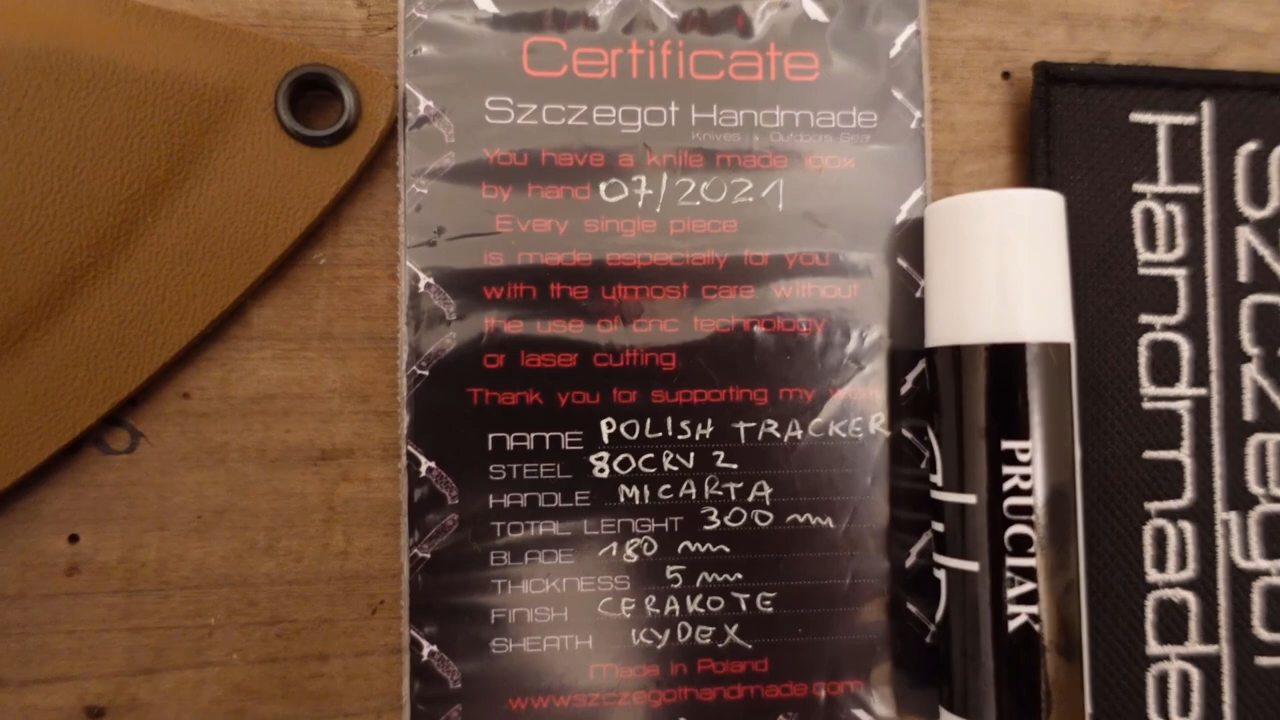 Certificate
Szczegot Handmade
Knives & Outdoors Gear
You have a knife made 100%
by hand 07/2021
Every single piece
is made especially for you
with the utmost care without
the use of cnc technology
or laser cutting
Thank you for supporting my work
NAME POLISH TRACKER
STEEL 80CRV 2
HANDLE MICARTA
TOTAL LENGHT 300 mm
BLADE 180 mm
THICKNESS 5 mm
FINISH CERAKOTE
SHEATH KYDEX
Made in Poland
www.szczegothandmade.com
PRUCIAK
Szczegot
Handmade